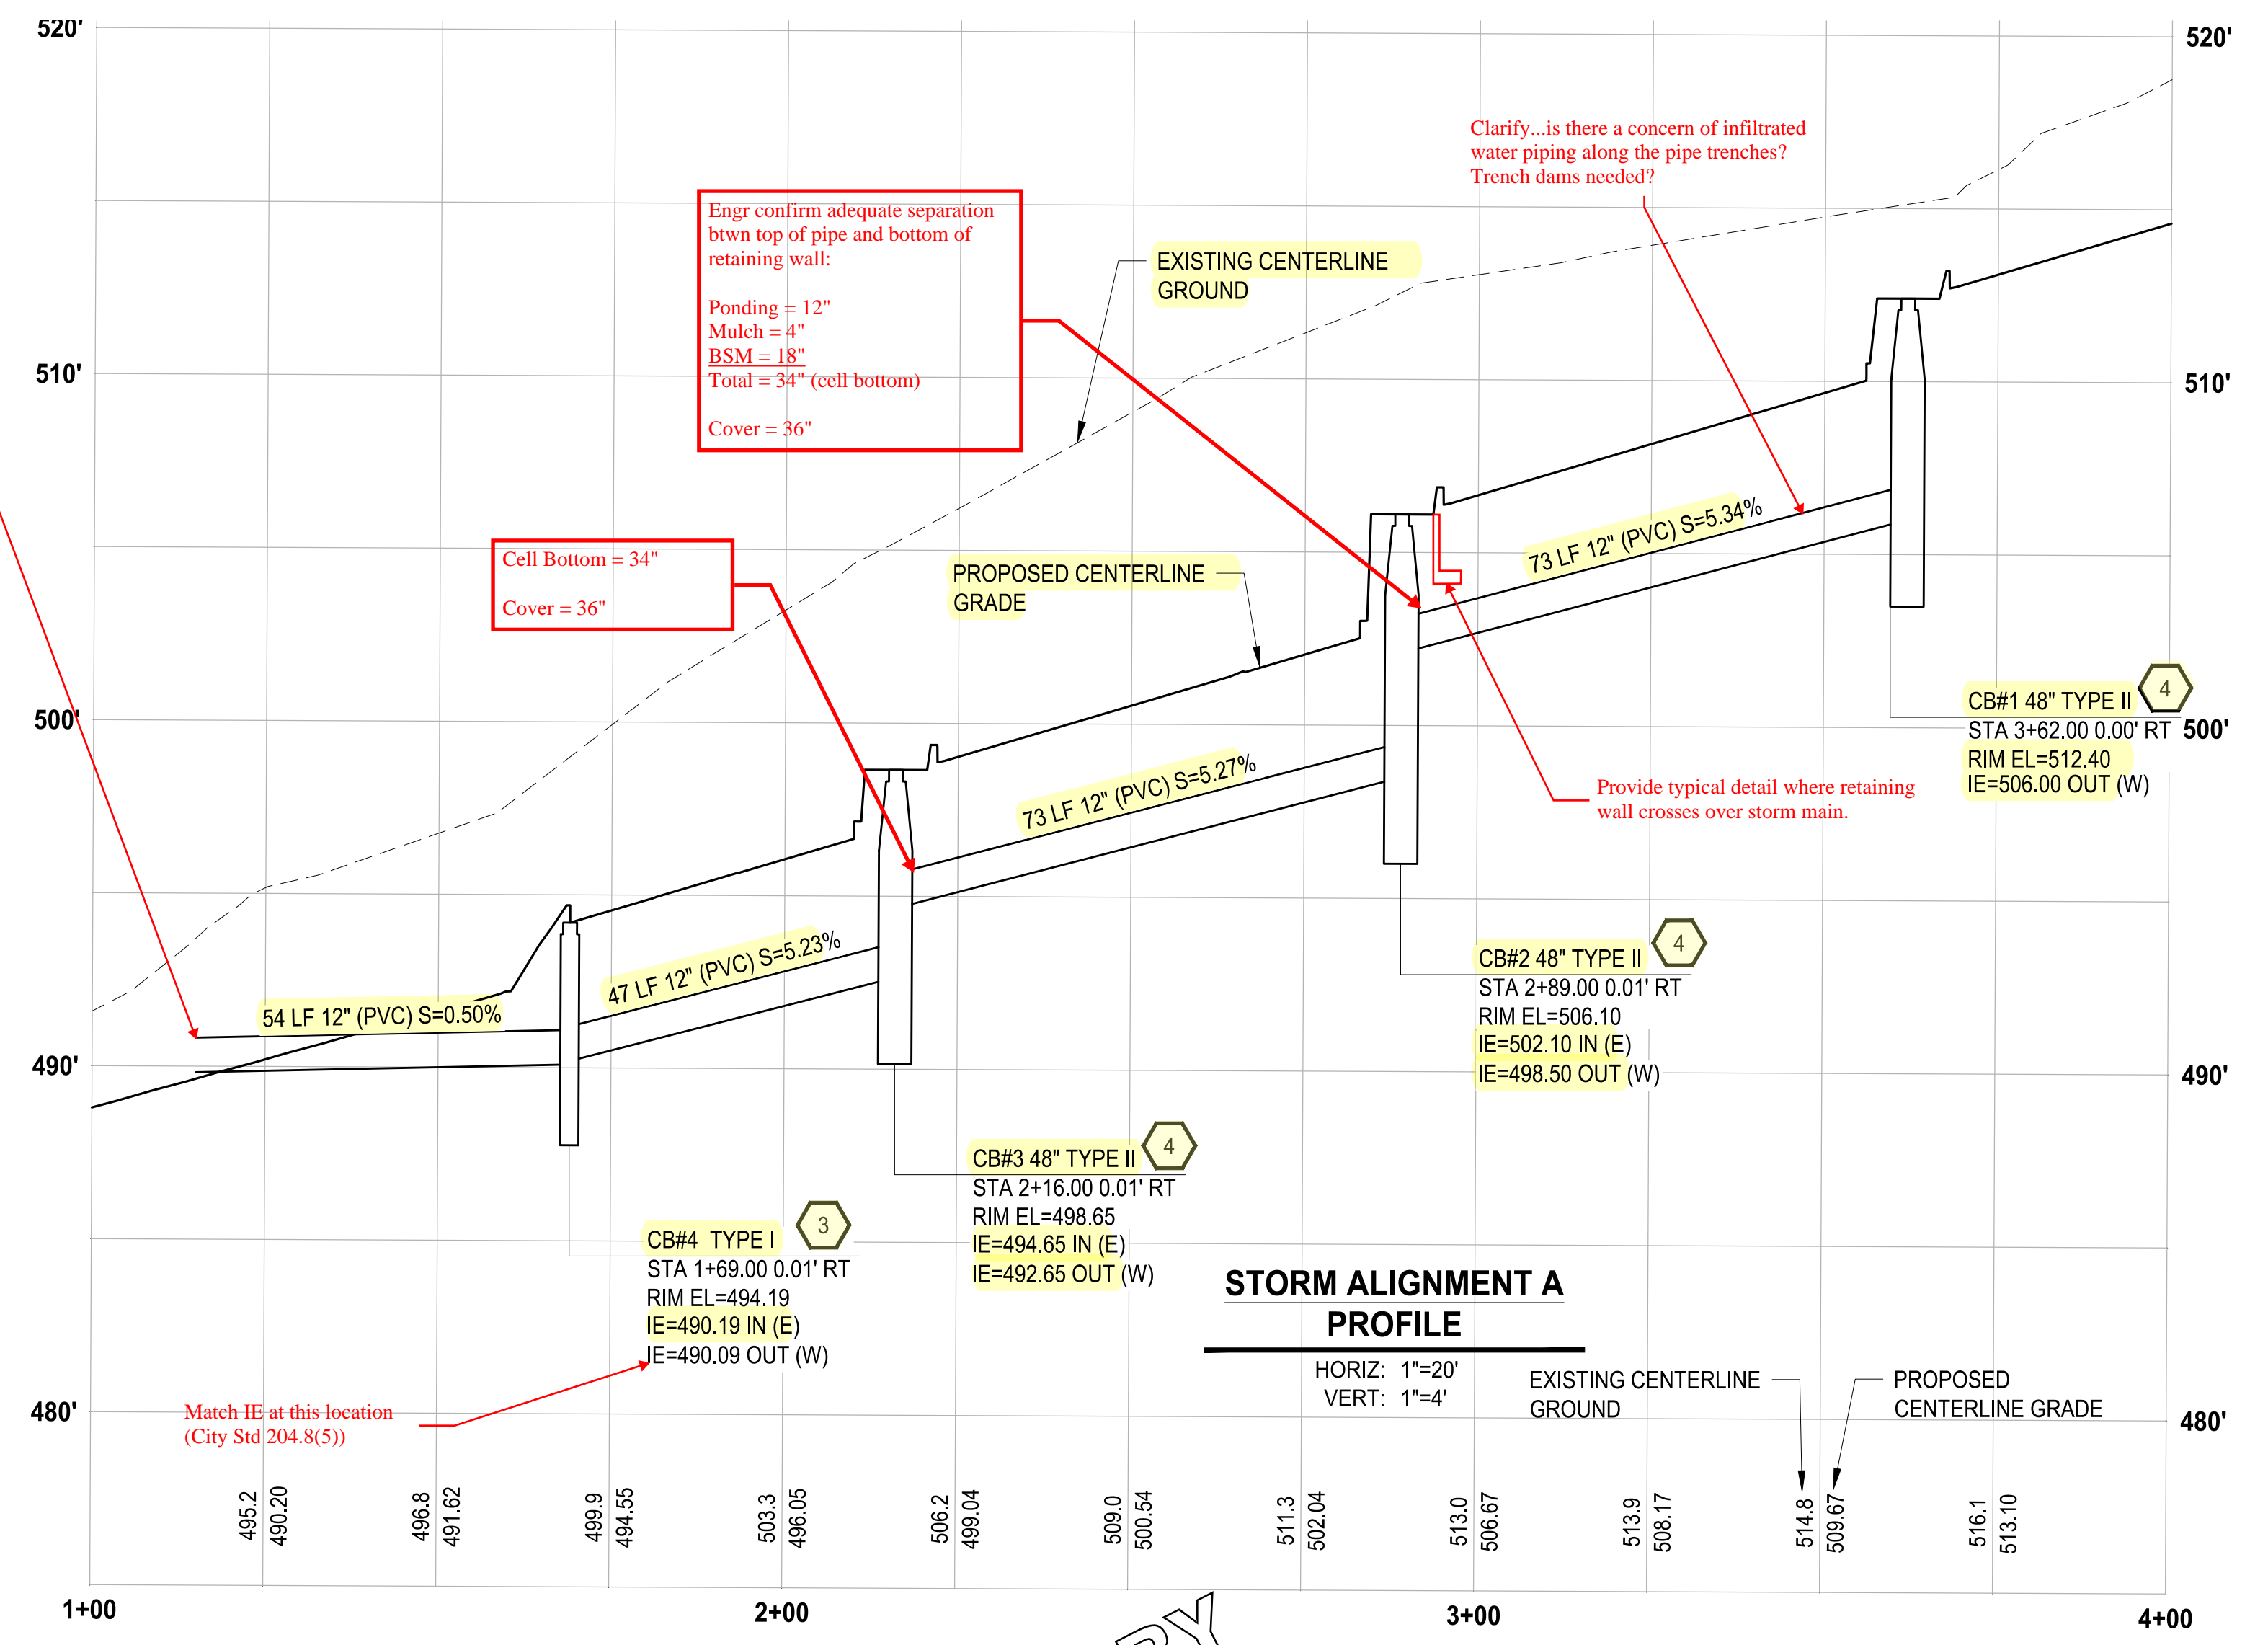 520'
520'
Clarify...is there a concern of infiltrated
water piping along the pipe trenches?
Trench dams needed?
Engr confirm adequate separation
btwn top of pipe and bottom of
retaining wall:
Ponding = 12"
Mulch = 4"
BSM = 18"
Total = 34" (cell bottom)
Cover = 36"
EXISTING CENTERLINE
GROUND
510'
510'
73 LF 12" (PVC) S=5.34%
Cell Bottom = 34"
Cover = 36"
PROPOSED CENTERLINE
GRADE
500'
500'
CB#1 48" TYPE II
4
STA 3+62.00 0.00' RT
RIM EL=512.40
IE=506.00 OUT (W)
73 LF 12" (PVC) S=5.27%
Provide typical detail where retaining
wall crosses over storm main.
47 LF 12" (PVC) S=5.23%
54 LF 12" (PVC) S=0.50%
CB#2 48" TYPE II
4
STA 2+89.00 0.01' RT
RIM EL=506.10
IE=502.10 IN (E)
IE=498.50 OUT (W)
490'
490'
CB#3 48" TYPE II
4
STA 2+16.00 0.01' RT
RIM EL=498.65
IE=494.65 IN (E)
IE=492.65 OUT (W)
CB#4 TYPE I
3
STA 1+69.00 0.01' RT
RIM EL=494.19
IE=490.19 IN (E)
IE=490.09 OUT (W)
STORM ALIGNMENT A
PROFILE
HORIZ: 1"=20'
VERT: 1"=4'
EXISTING CENTERLINE
GROUND
PROPOSED
CENTERLINE GRADE
Match IE at this location
(City Std 204.8(5))
480'
480'
495.2
490.20
496.8
491.62
499.9
494.55
503.3
496.05
506.2
499.04
509.0
500.54
511.3
502.04
513.0
506.67
513.9
508.17
514.8
509.67
516.1
513.10
1+00
2+00
3+00
4+00